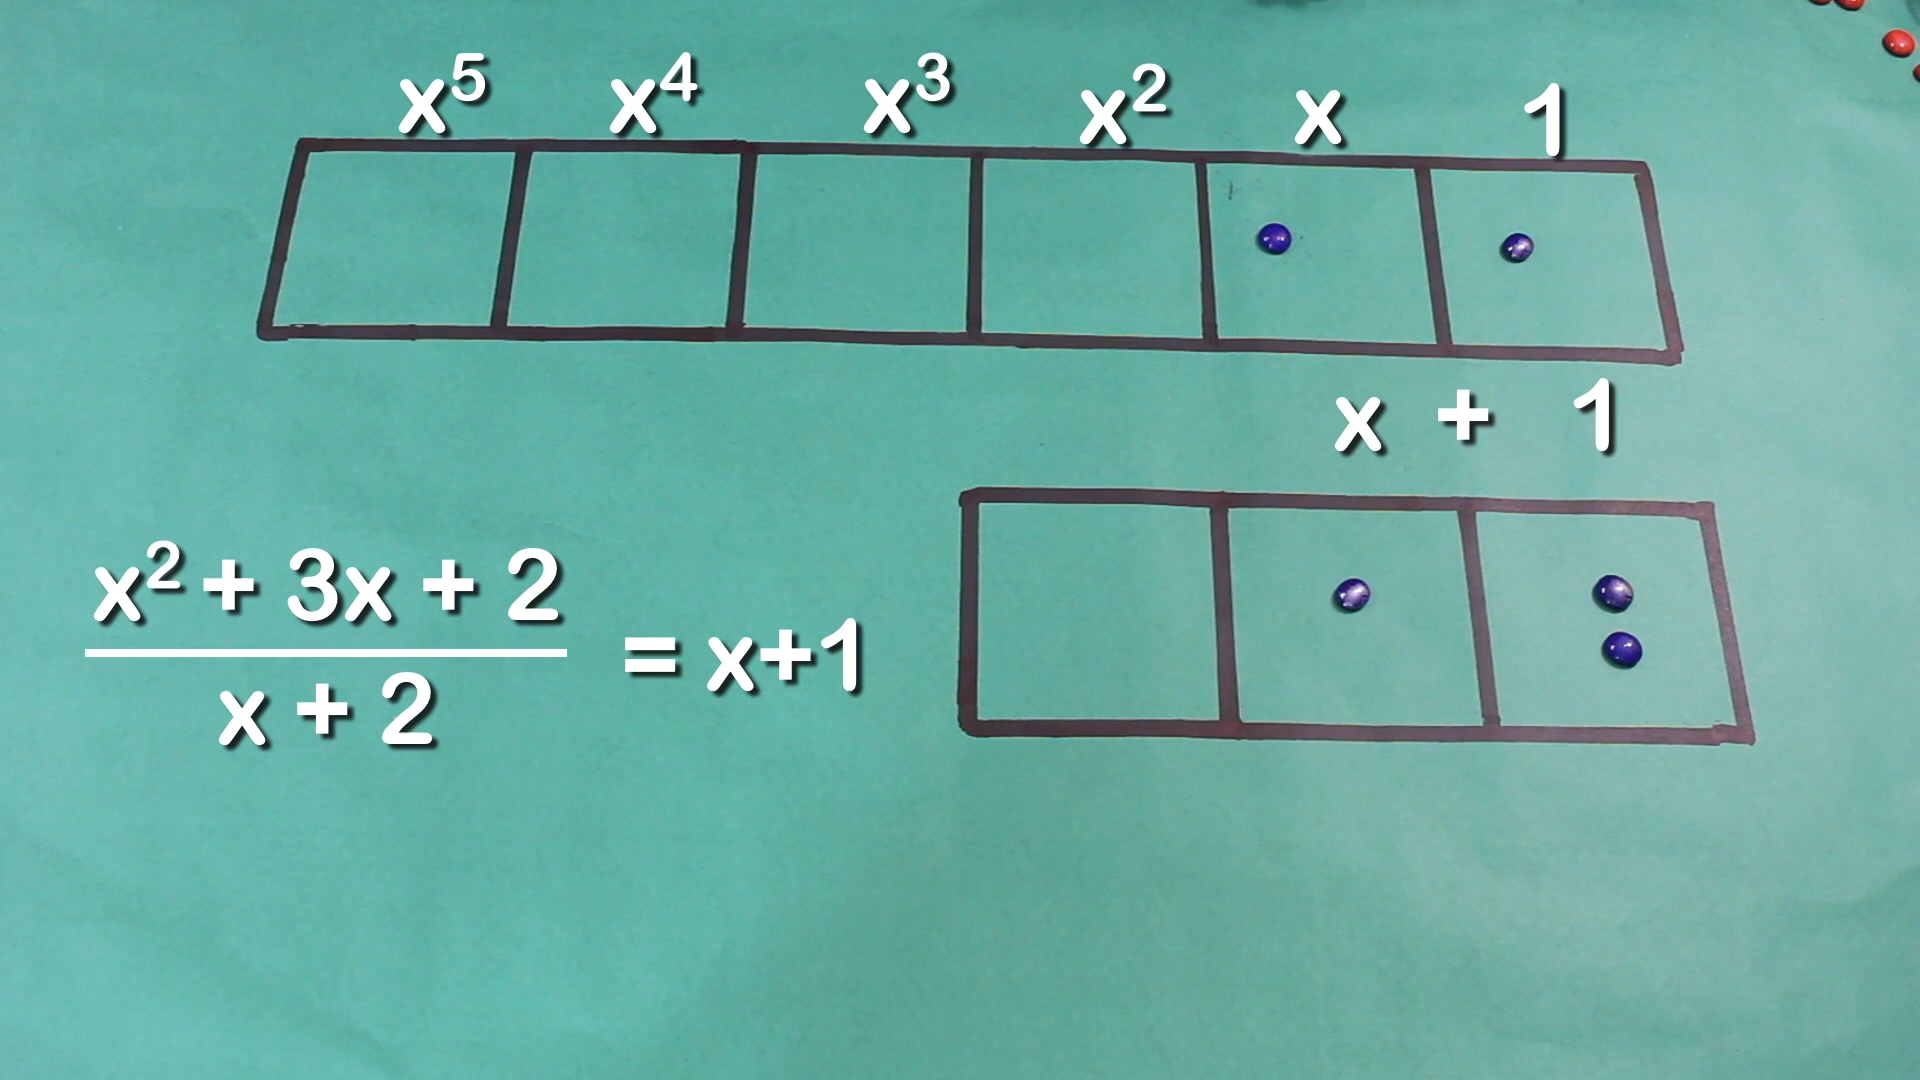 x⁵ x⁴ x³ x² x 1
x + 1
x² + 3x + 2
x + 2
= x+1